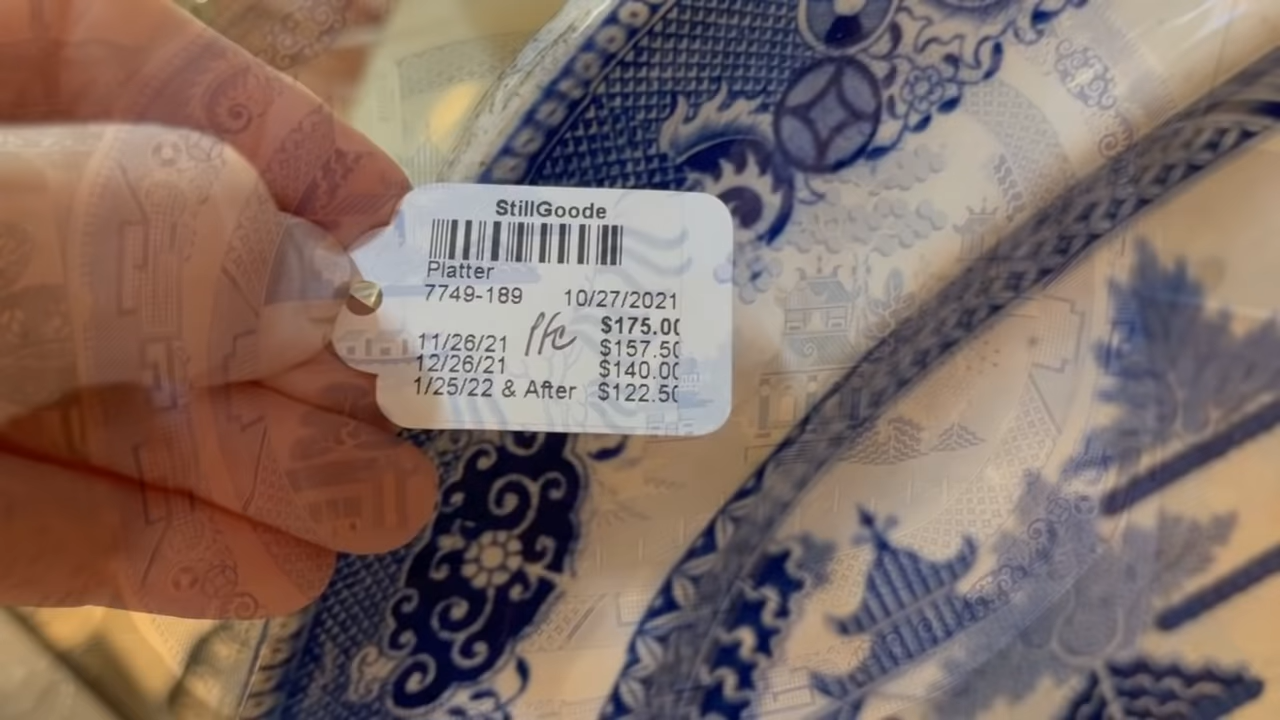 StillGoode
Platter
7749-189 10/27/2021
$175.00
11/26/21 $157.50
12/26/21 $140.00
1/25/22 & After $122.50